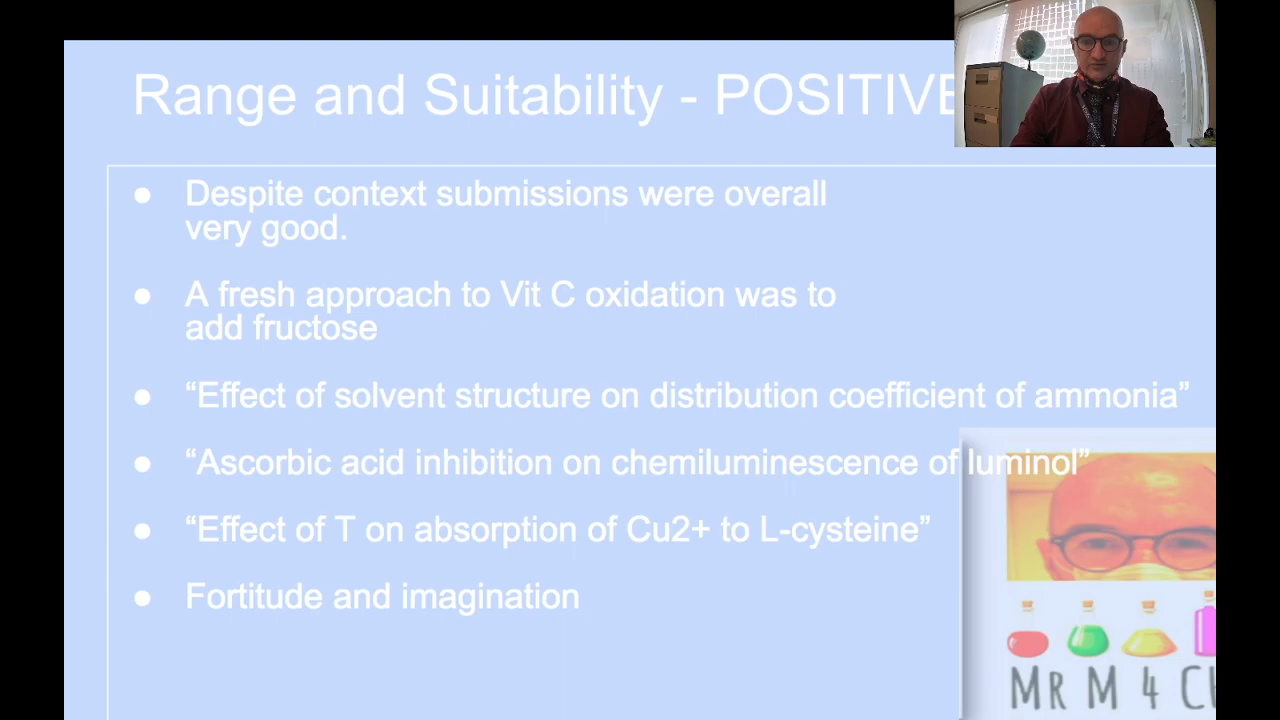 Range and Suitability - POSITIVE
● Despite context submissions were overall
very good.
● A fresh approach to Vit C oxidation was to
add fructose
● “Effect of solvent structure on distribution coefficient of ammonia”
● “Ascorbic acid inhibition on chemiluminescence of luminol”
● “Effect of T on absorption of Cu2+ to L-cysteine”
● Fortitude and imagination
Mr M 4